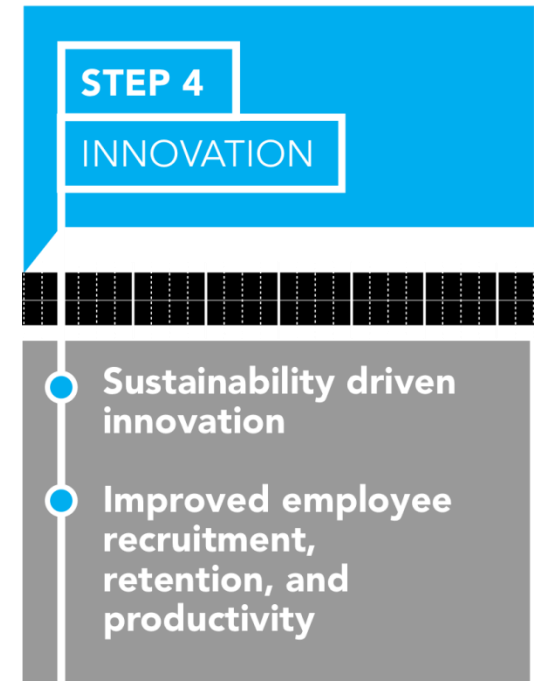 STEP 4
INNOVATION
Sustainability driven
innovation
Improved employee
recruitment,
retention, and
productivity